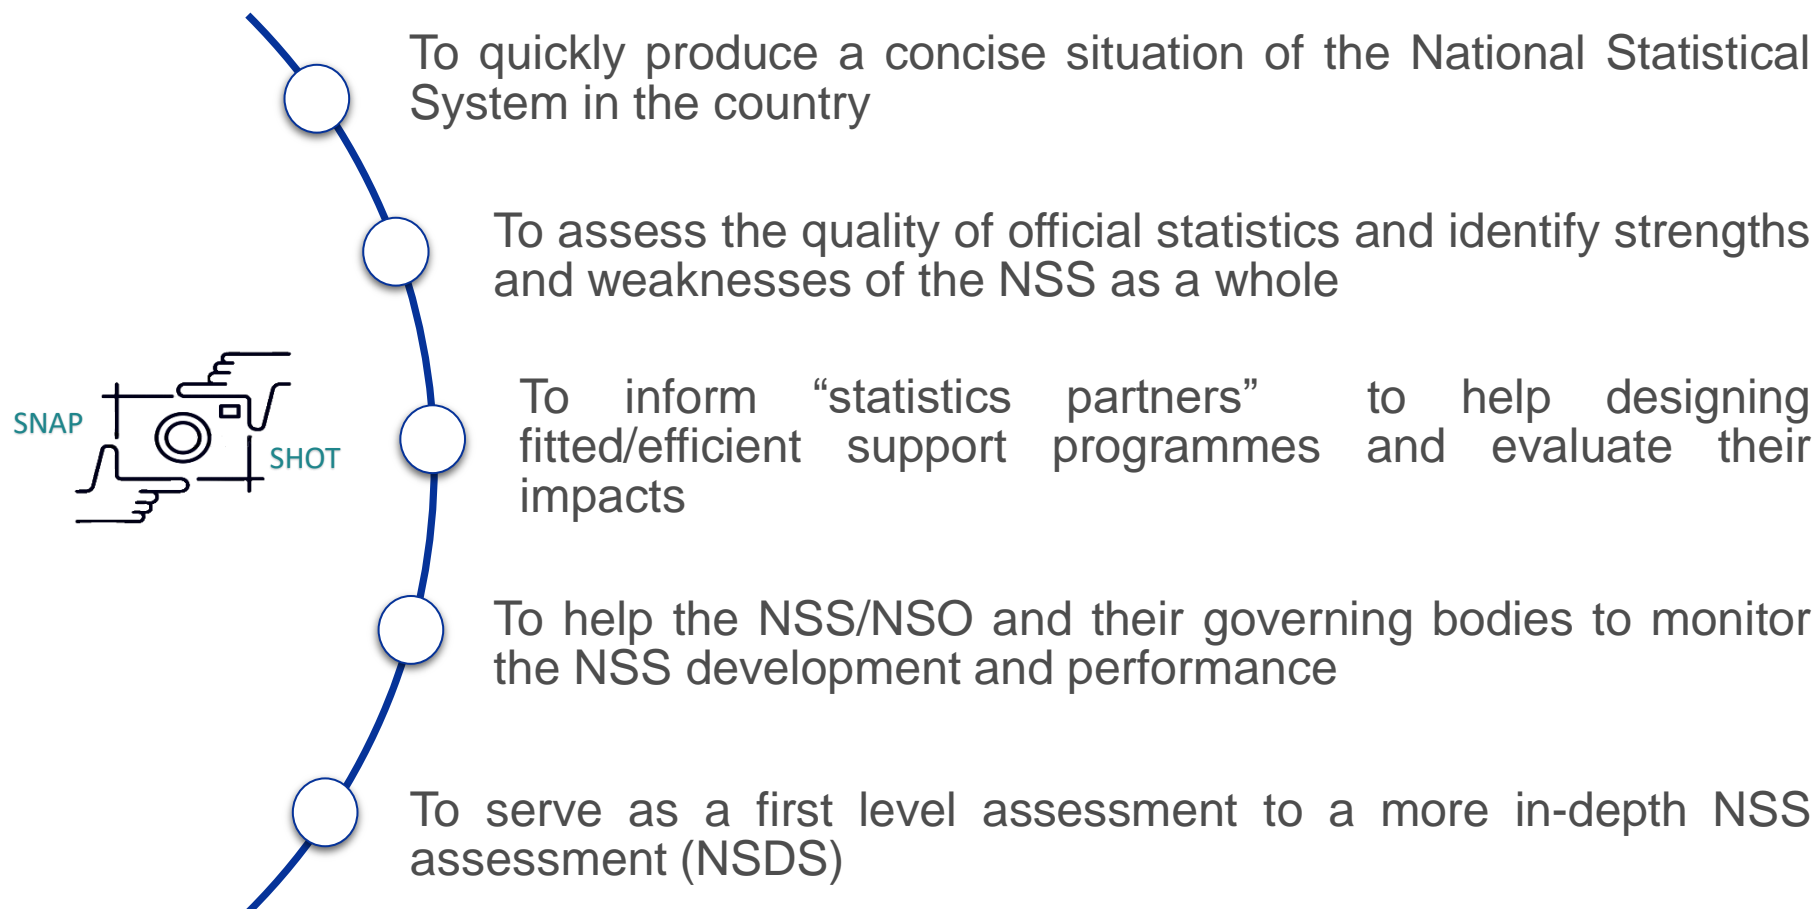 To quickly produce a concise situation of the National Statistical
System in the country
To assess the quality of official statistics and identify strengths
and weaknesses of the NSS as a whole
SNAP
SHOT
To inform “statistics partners” to help designing
fitted/efficient support programmes and evaluate their
impacts
To help the NSS/NSO and their governing bodies to monitor
the NSS development and performance
To serve as a first level assessment to a more in-depth NSS
assessment (NSDS)